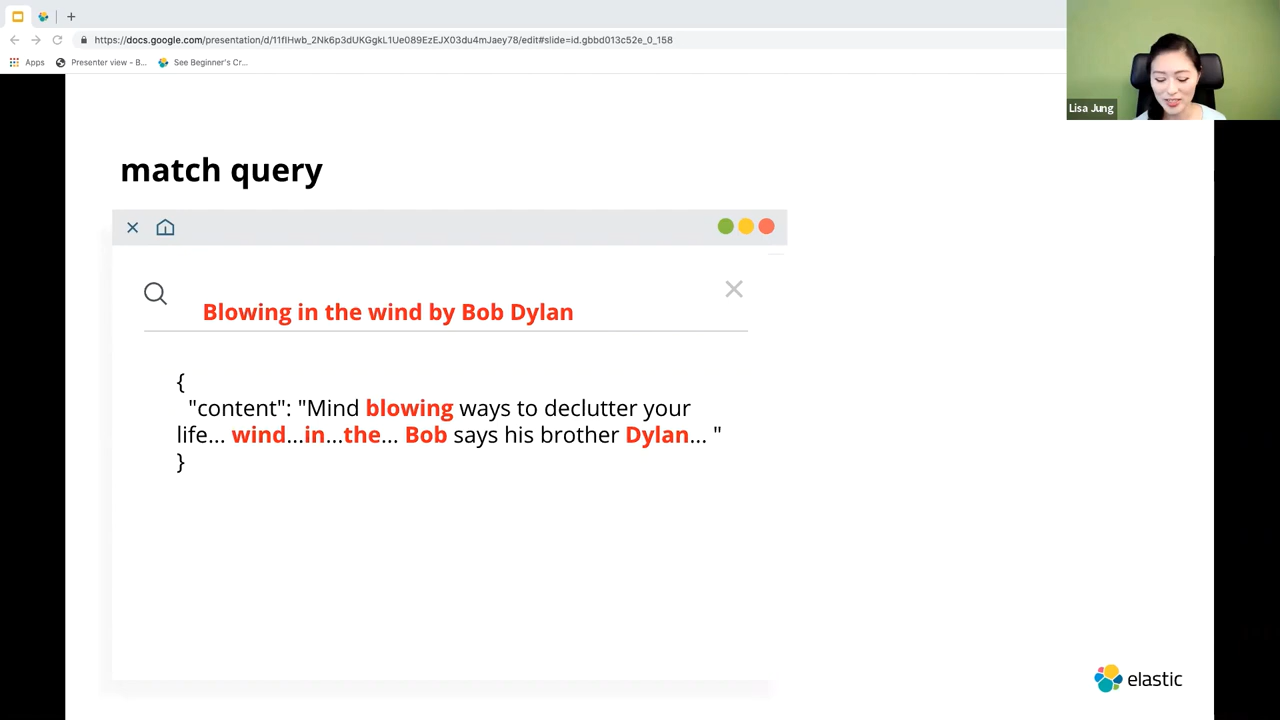 https://docs.google.com/presentation/d/11fIHwb_2Nk6p3dUKGgkL1Ue089EzEJX03du4mJaey78/edit#slide=id.gbbd013c52e_0_158
Apps Presenter view – B... See Beginner's Cr...
Lisa Jung
match query
Blowing in the wind by Bob Dylan
{
"content": "Mind blowing ways to declutter your
life... wind...in...the... Bob says his brother Dylan... "
}
elastic